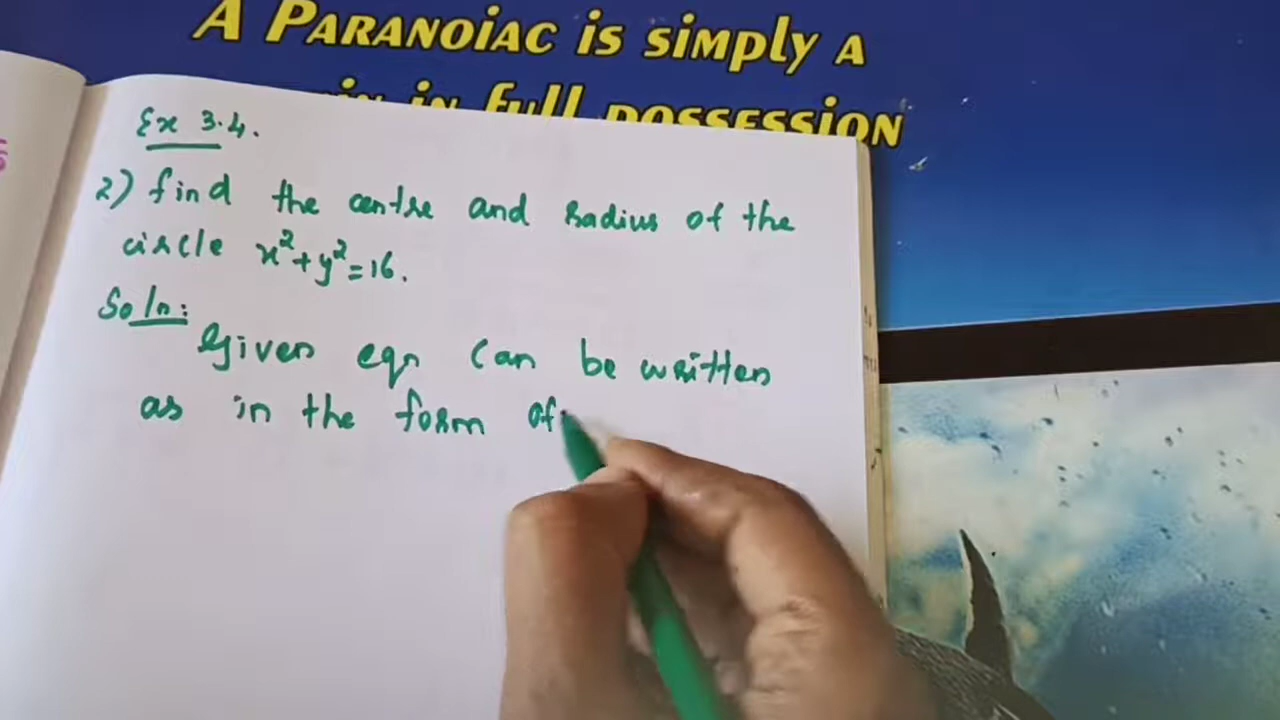 A PARANOIAC IS SIMPLY A
IN FULL POSSESSION
Ex 3.4.
2) find the centre and radius of the
circle x²+y²=16.
Soln:
Given eqn can be written
as in the form of